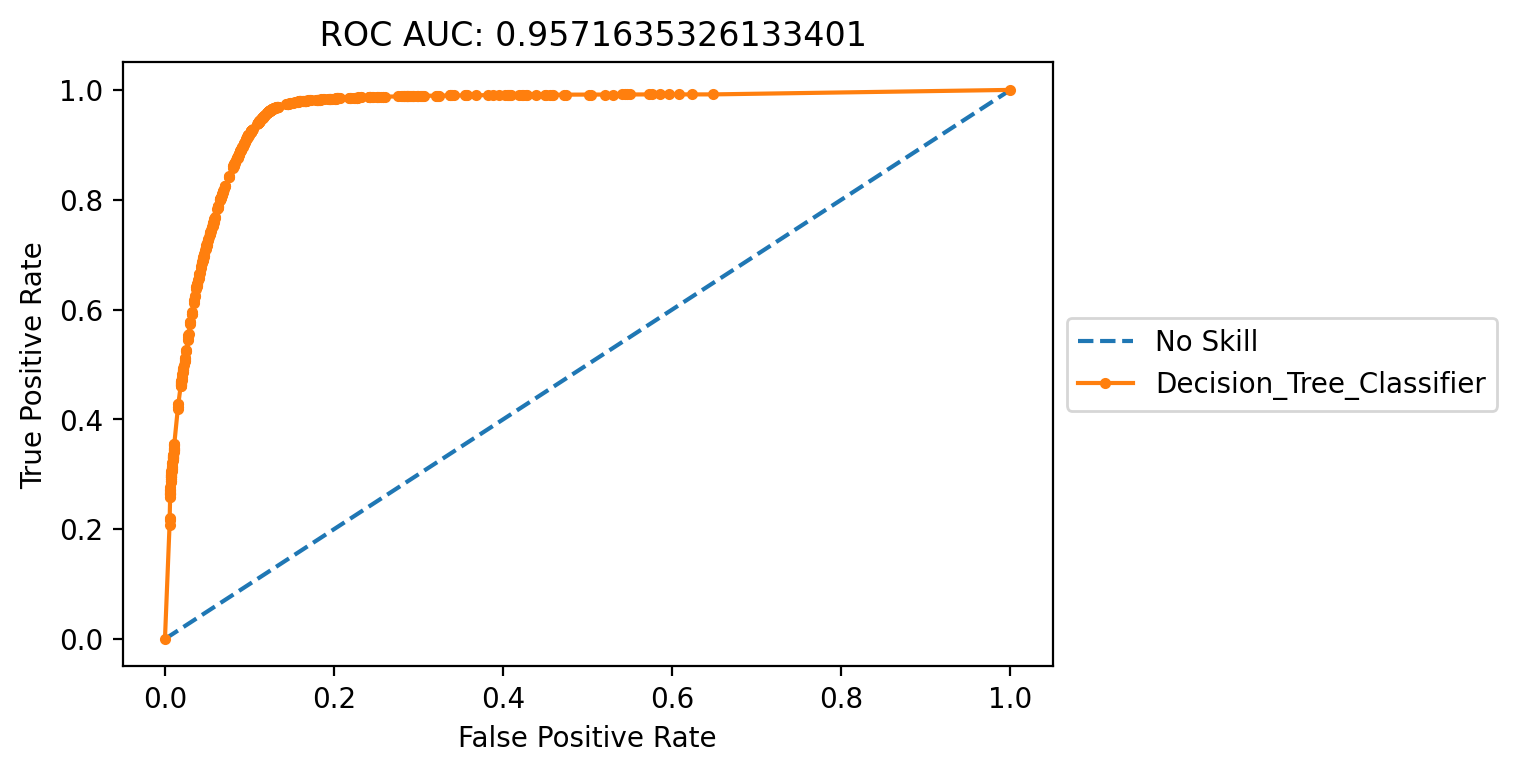 ROC AUC: 0.9571635326133401
1.0
0.8
0.6
0.4
0.2
0.0
True Positive Rate
0.0 0.2 0.4 0.6 0.8 1.0
False Positive Rate
No Skill
Decision_Tree_Classifier